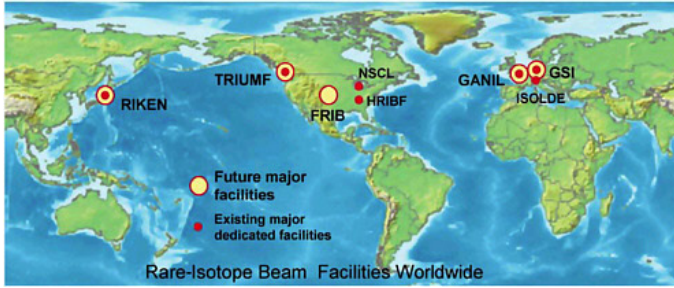 NSCL
TRIUMF
GANIL
GSI
RIKEN
HRIBF
ISOLDE
FRIB
Future major
facilities
Existing major
dedicated facilities
Rare-Isotope Beam Facilities Worldwide